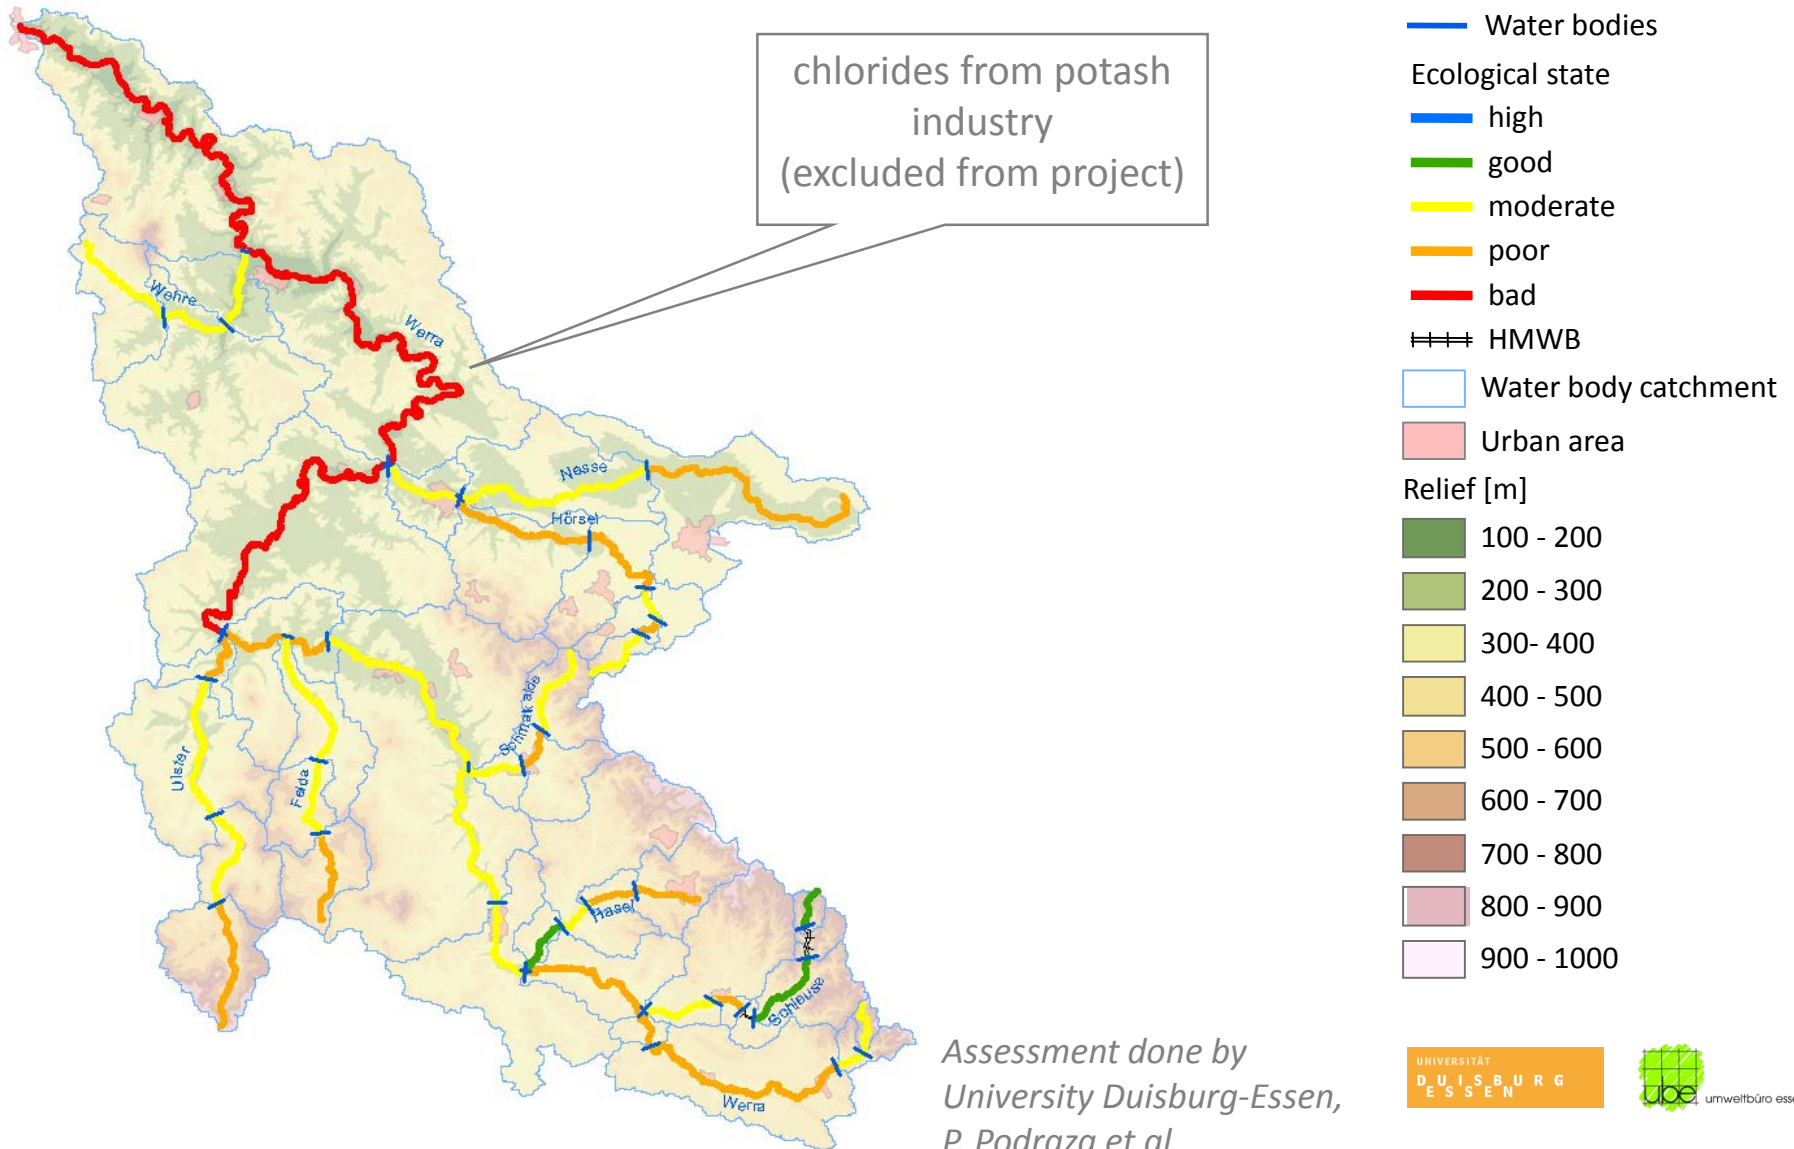 chlorides from potash
industry
(excluded from project)
Water bodies
Ecological state
high
good
moderate
poor
bad
HMWB
Water body catchment
Urban area
Relief [m]
100 - 200
200 - 300
300- 400
400 - 500
500 - 600
600 - 700
700 - 800
800 - 900
900 - 1000
Wehre
Werra
Nesse
Hörsel
Schmalkalde
Ulster
Felda
Hasel
Schleuse
Werra
Assessment done by
University Duisburg-Essen,
P. Podraza et al
UNIVERSITÄT
DUISBURG
ESSEN
ube
umweltbüro esse